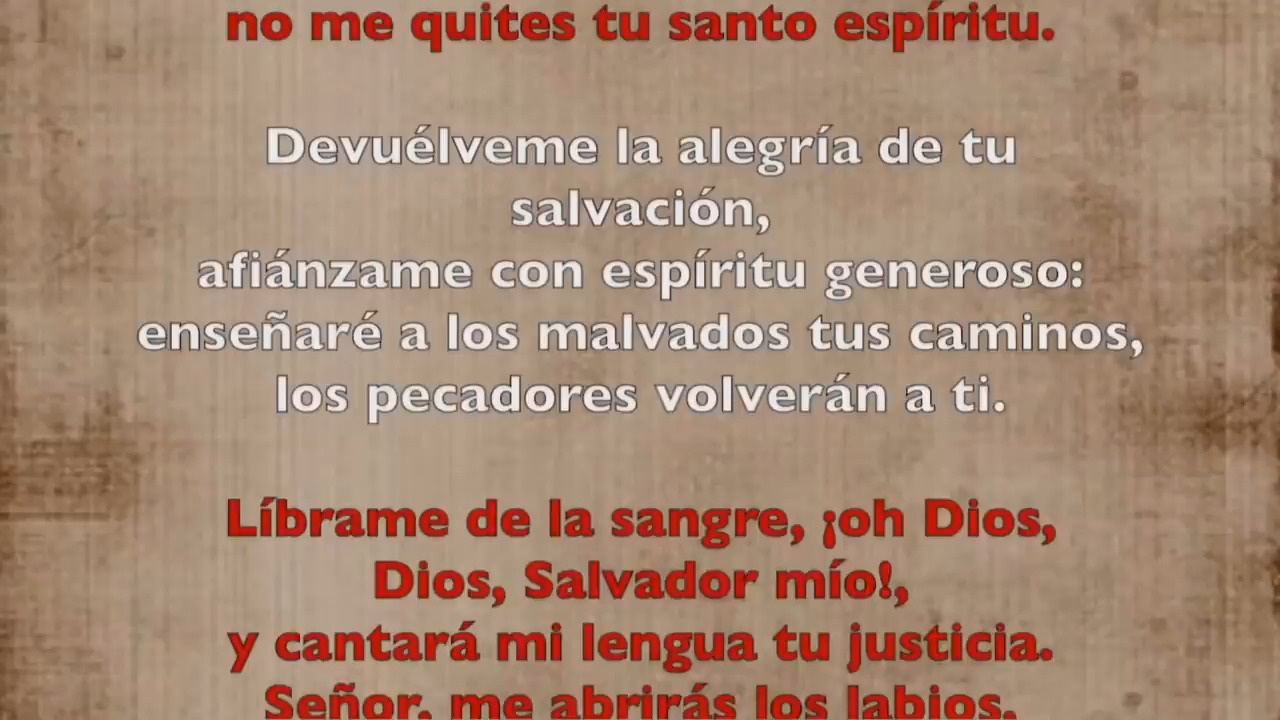 no me quites tu santo espíritu.
Devuélveme la alegría de tu
salvación,
afiánzame con espíritu generoso:
enseñaré a los malvados tus caminos,
los pecadores volverán a ti.
Líbrame de la sangre, ¡oh Dios,
Dios, Salvador mío!,
y cantará mi lengua tu justicia.
Señor, me abrirás los labios,